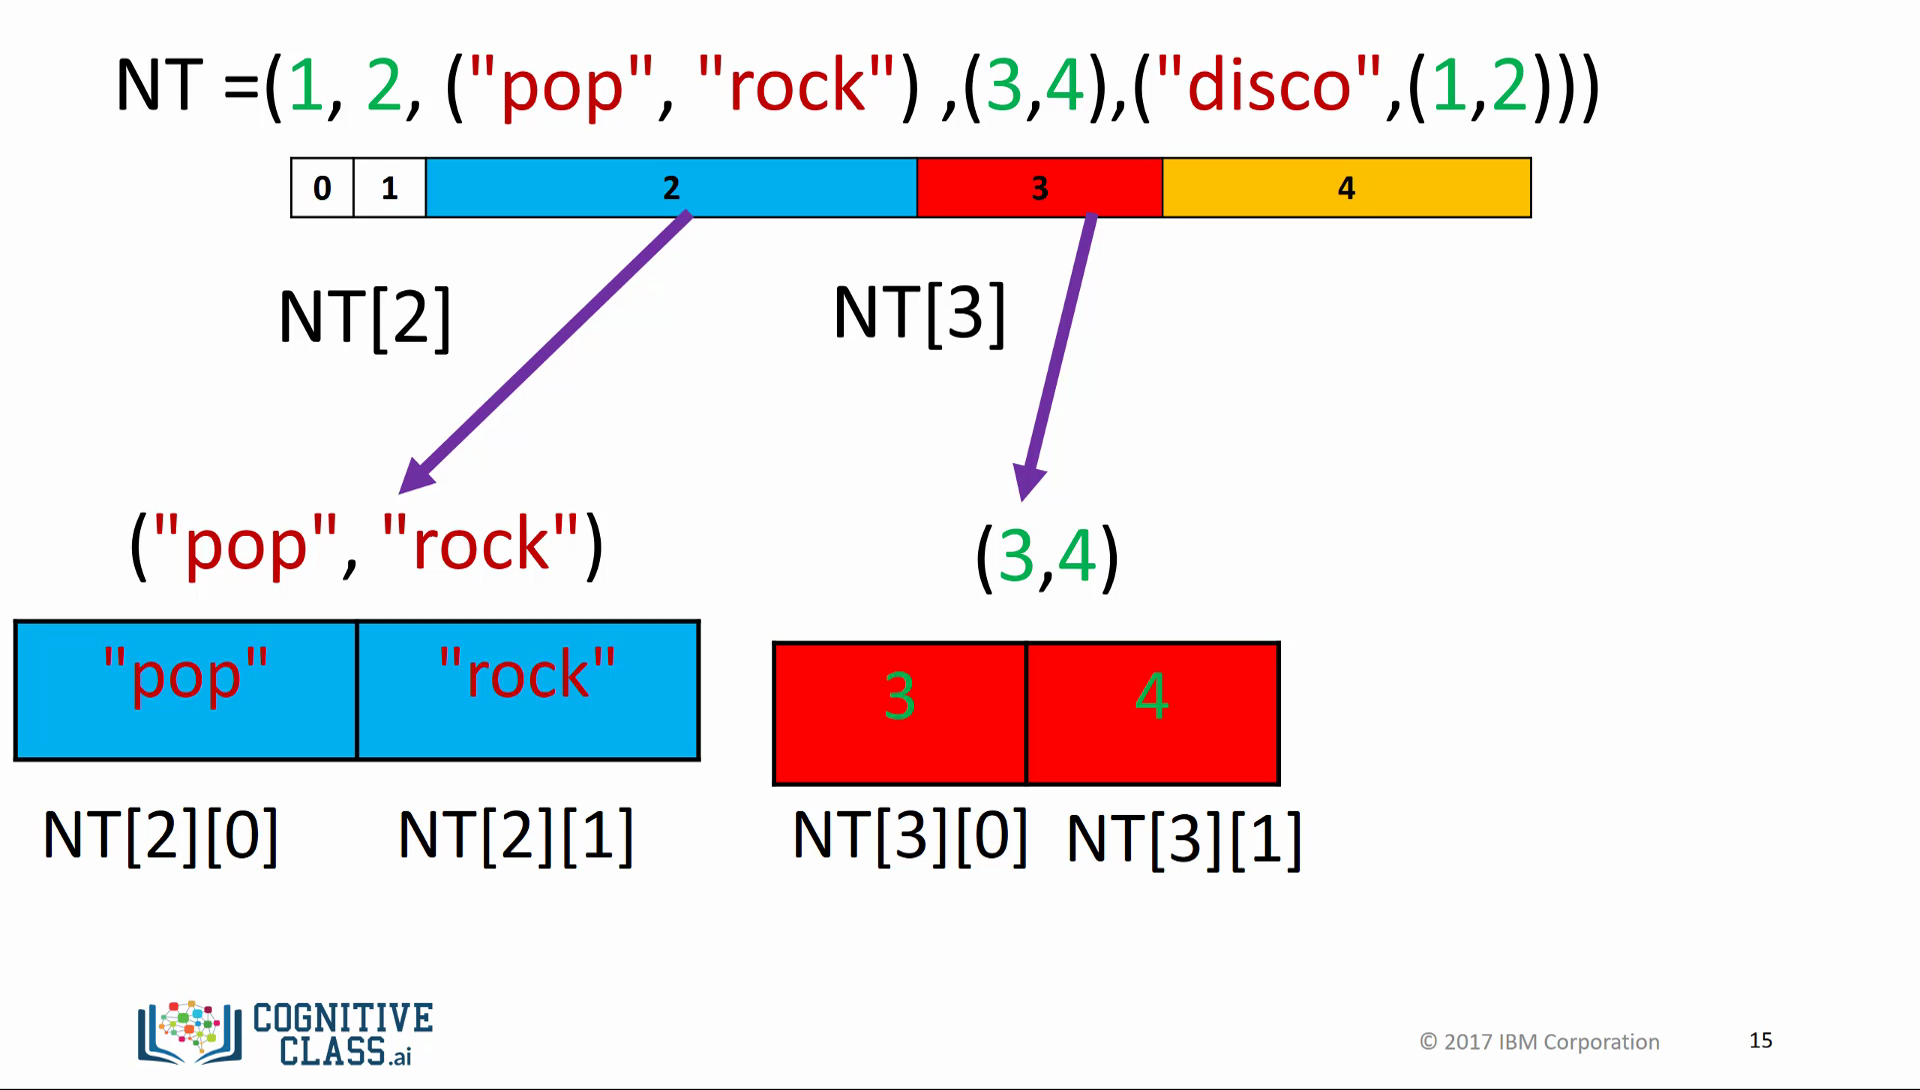 NT =(1, 2, ("pop", "rock") ,(3,4),("disco",(1,2)))
0 1 2 3 4
NT[2] NT[3]
("pop", "rock") (3,4)
"pop" "rock" 3 4
NT[2][0] NT[2][1] NT[3][0] NT[3][1]
COGNITIVE
CLASS.ai
© 2017 IBM Corporation 15